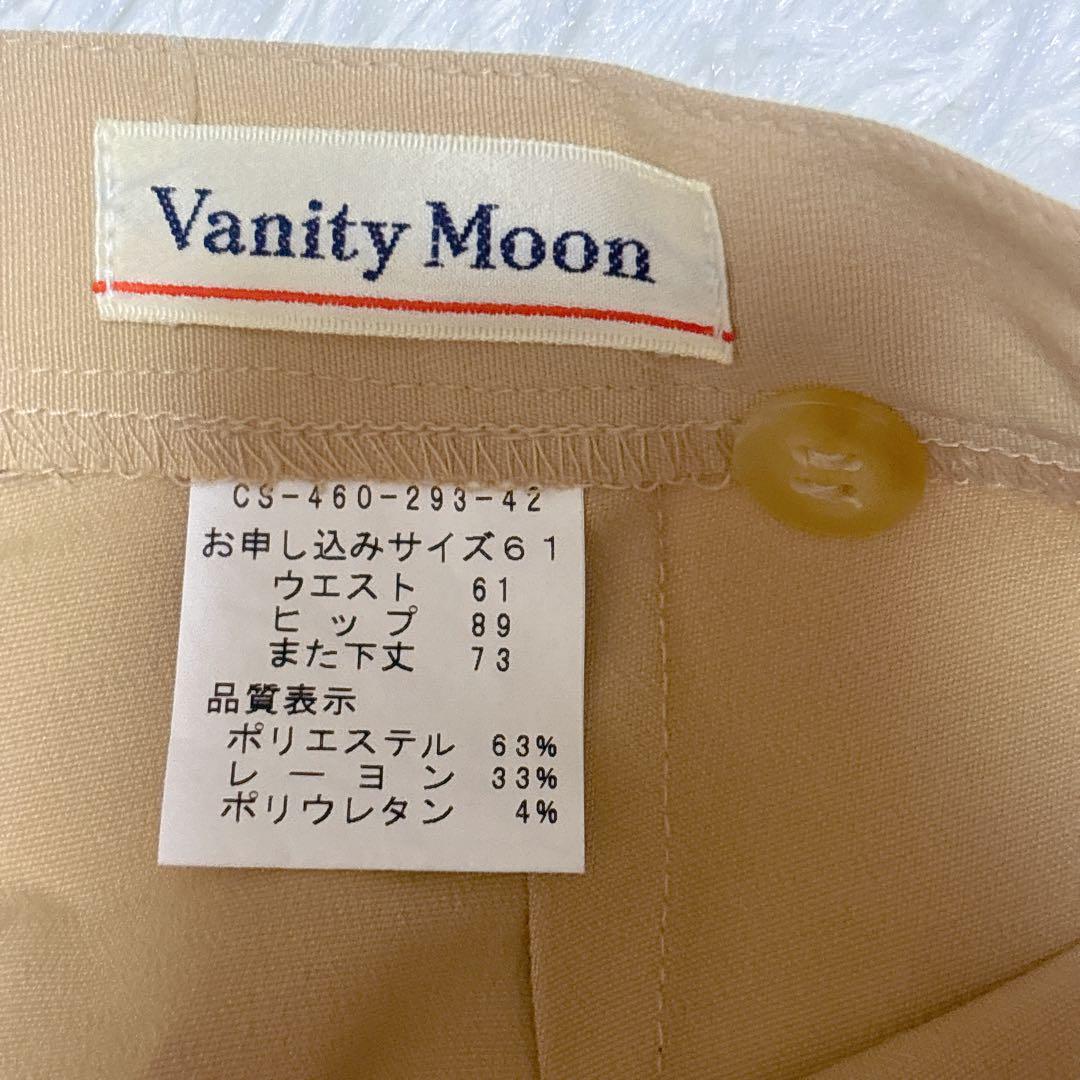 Vanity Moon
CS-460-293-42
お申し込みサイズ61
ウエスト 61
ヒップ 89
また下丈 73
品質表示
ポリエステル 63%
レーヨン 33%
ポリウレタン 4%